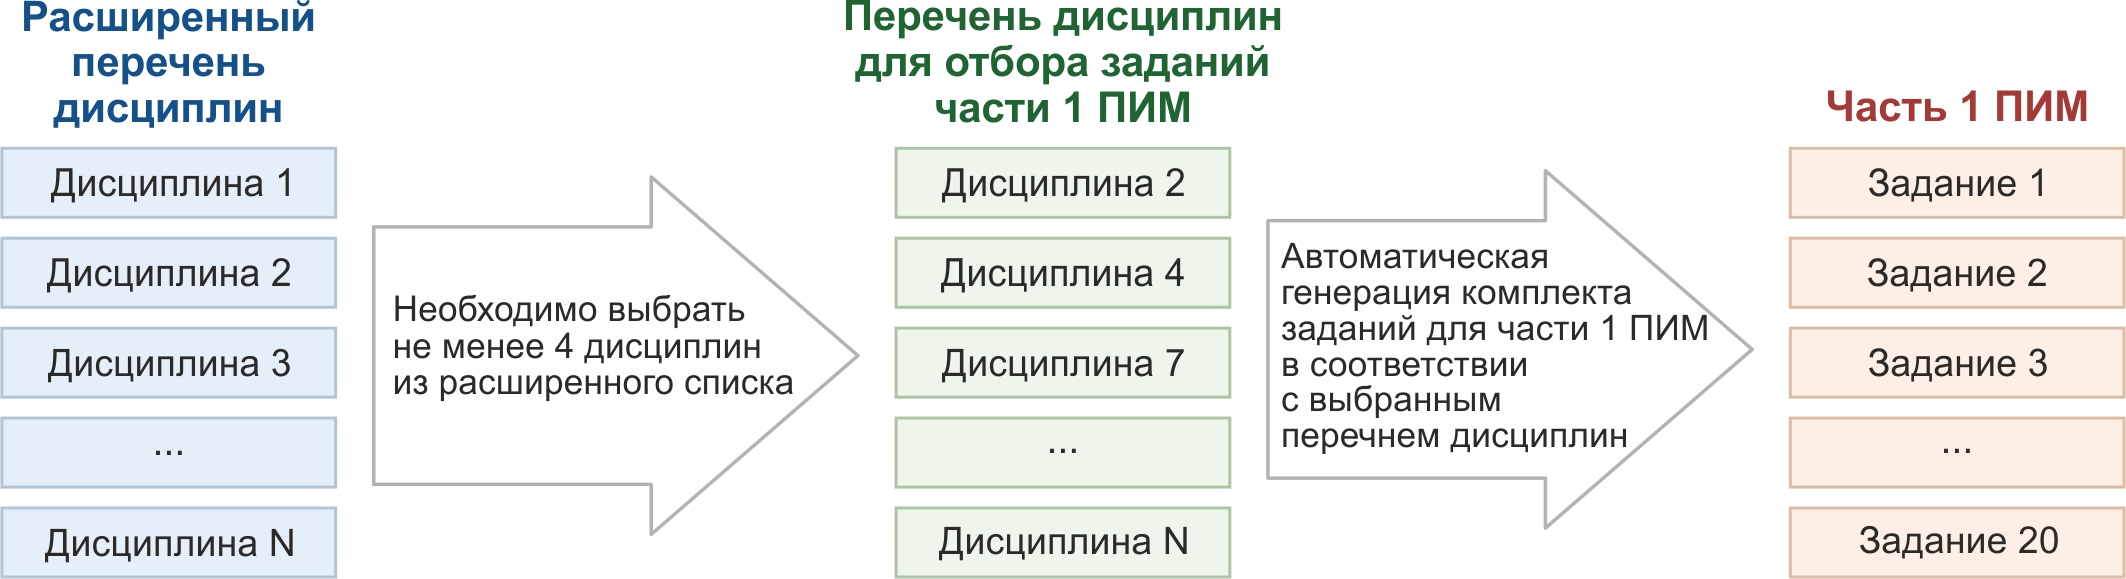 Расширенный
перечень
дисциплин
Дисциплина 1
Дисциплина 2
Дисциплина 3
...
Дисциплина N
Необходимо выбрать
не менее 4 дисциплин
из расширенного списка
Перечень дисциплин
для отбора заданий
части 1 ПИМ
Дисциплина 2
Дисциплина 4
Дисциплина 7
...
Дисциплина N
Автоматическая
генерация комплекта
заданий для части 1 ПИМ
в соответствии
с выбранным
перечнем дисциплин
Часть 1 ПИМ
Задание 1
Задание 2
Задание 3
...
Задание 20